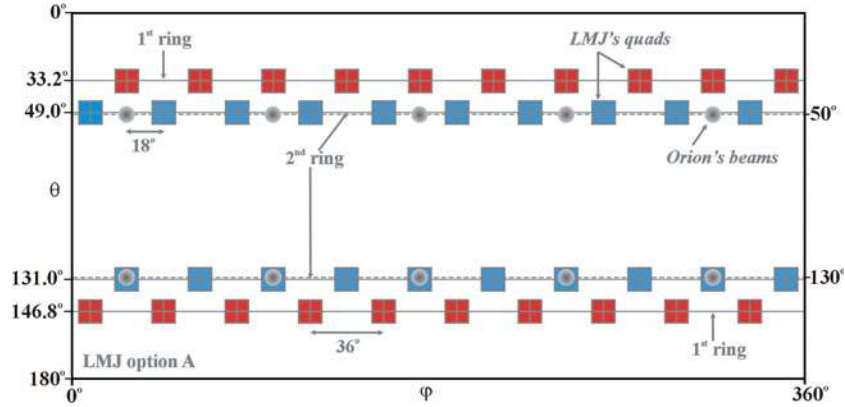 0°
1st ring
LMJ's quads
33.2°
49.0°
50°
18°
2nd ring
Orion's beams
θ
131.0°
130°
146.8°
36°
1st ring
LMJ option A
180°
0°
φ
360°